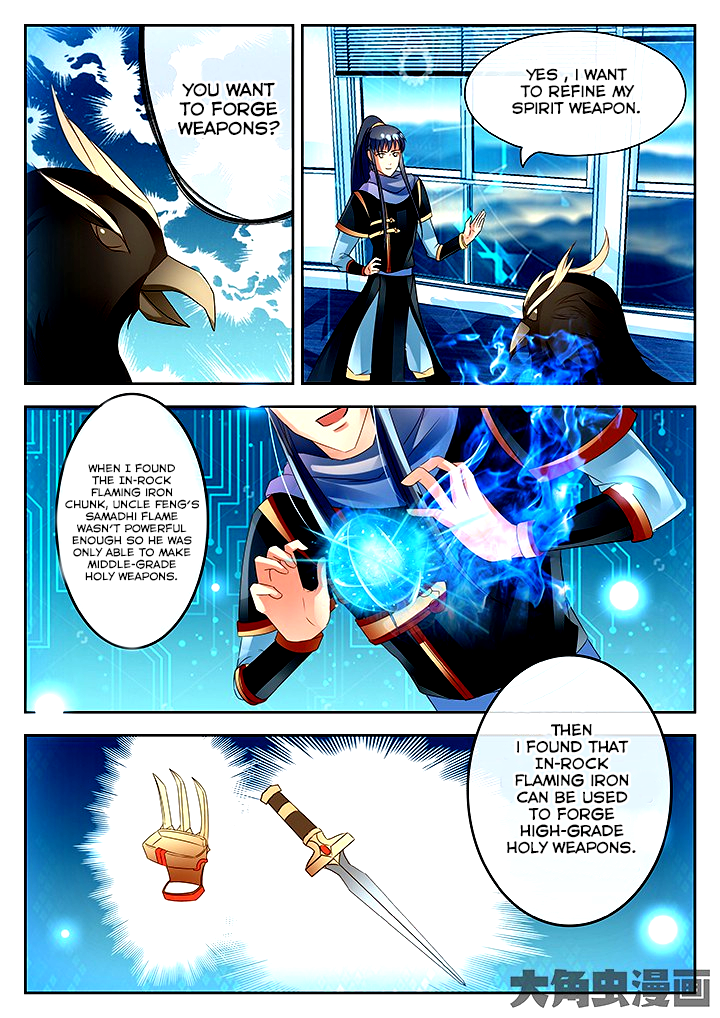 YOU WANT
TO FORGE
WEAPONS?
YES , I WANT
TO REFINE MY
SPIRIT WEAPON.
WHEN I FOUND
THE IN-ROCK
FLAMING IRON
CHUNK, UNCLE FENG'S
SAMADHI FLAME
WASN'T POWERFUL
ENOUGH SO HE WAS
ONLY ABLE TO MAKE
MIDDLE-GRADE
HOLY WEAPONS.
THEN
I FOUND THAT
IN-ROCK
FLAMING IRON
CAN BE USED
TO FORGE
HIGH-GRADE
HOLY WEAPONS.
大角虫漫画